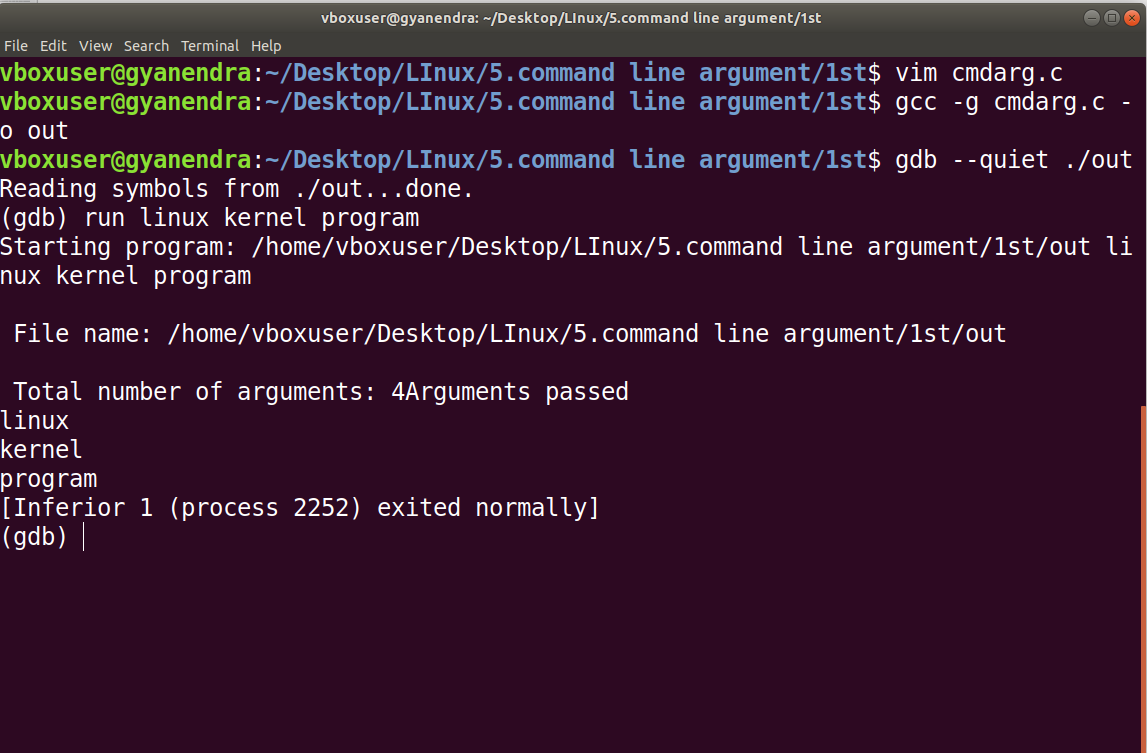 vboxuser@gyanendra: ~/Desktop/LInux/5.command line argument/1st
File Edit View Search Terminal Help
vboxuser@gyanendra:~/Desktop/LInux/5.command line argument/1st$ vim cmdarg.c
vboxuser@gyanendra:~/Desktop/LInux/5.command line argument/1st$ gcc -g cmdarg.c -
o out
vboxuser@gyanendra:~/Desktop/LInux/5.command line argument/1st$ gdb --quiet ./out
Reading symbols from ./out...done.
(gdb) run linux kernel program
Starting program: /home/vboxuser/Desktop/LInux/5.command line argument/1st/out li
nux kernel program
File name: /home/vboxuser/Desktop/LInux/5.command line argument/1st/out
Total number of arguments: 4Arguments passed
linux
kernel
program
[Inferior 1 (process 2252) exited normally]
(gdb)